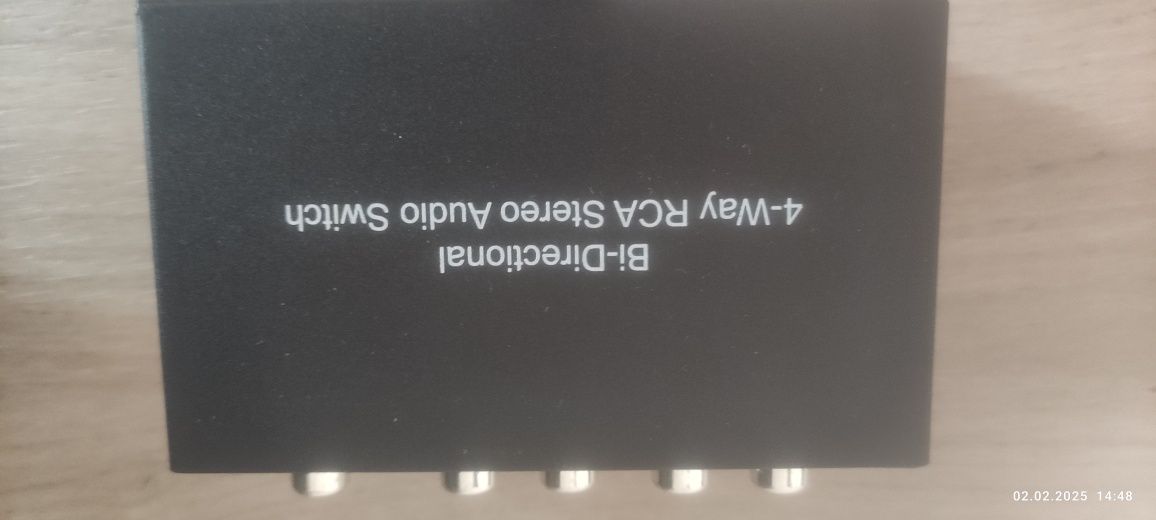 Bi-Directional
4-Way RCA Stereo Audio Switch
02.02.2025 14:48